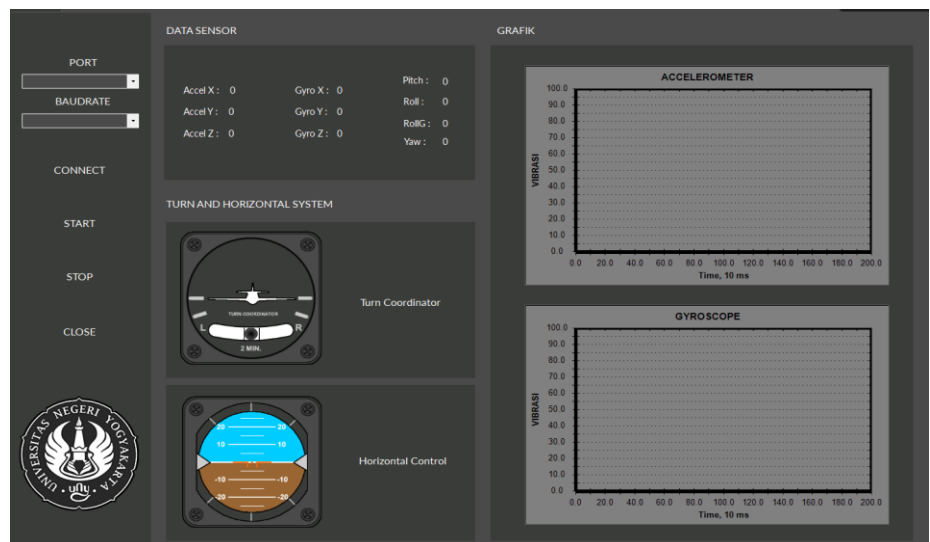 DATA SENSOR
GRAFIK
PORT
BAUDRATE
CONNECT
START
STOP
CLOSE
UNIVERSITAS NEGERI YOGYAKARTA
Accel X : 0
Accel Y : 0
Accel Z : 0
Gyro X : 0
Gyro Y : 0
Gyro Z : 0
Pitch : 0
Roll : 0
RollG : 0
Yaw : 0
TURN AND HORIZONTAL SYSTEM
TURN COORDINATOR
L R
2 MIN.
Turn Coordinator
20 20
10 10
-10 -10
-20 -20
Horizontal Control
ACCELEROMETER
VIBRASI
100.0
90.0
80.0
70.0
60.0
50.0
40.0
30.0
20.0
10.0
0.0
0.0 20.0 40.0 60.0 80.0 100.0 120.0 140.0 160.0 180.0 200.0
Time, 10 ms
GYROSCOPE
VIBRASI
100.0
90.0
80.0
70.0
60.0
50.0
40.0
30.0
20.0
10.0
0.0
0.0 20.0 40.0 60.0 80.0 100.0 120.0 140.0 160.0 180.0 200.0
Time, 10 ms